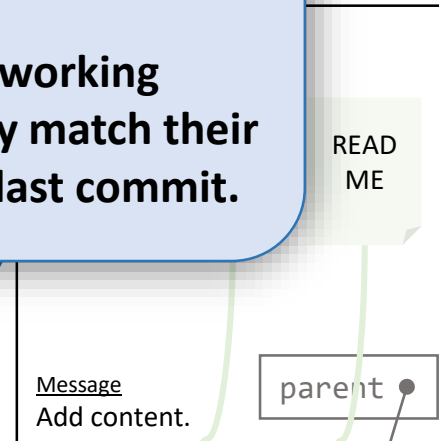 working
y match their
last commit.
READ
ME
Message
Add content.
parent